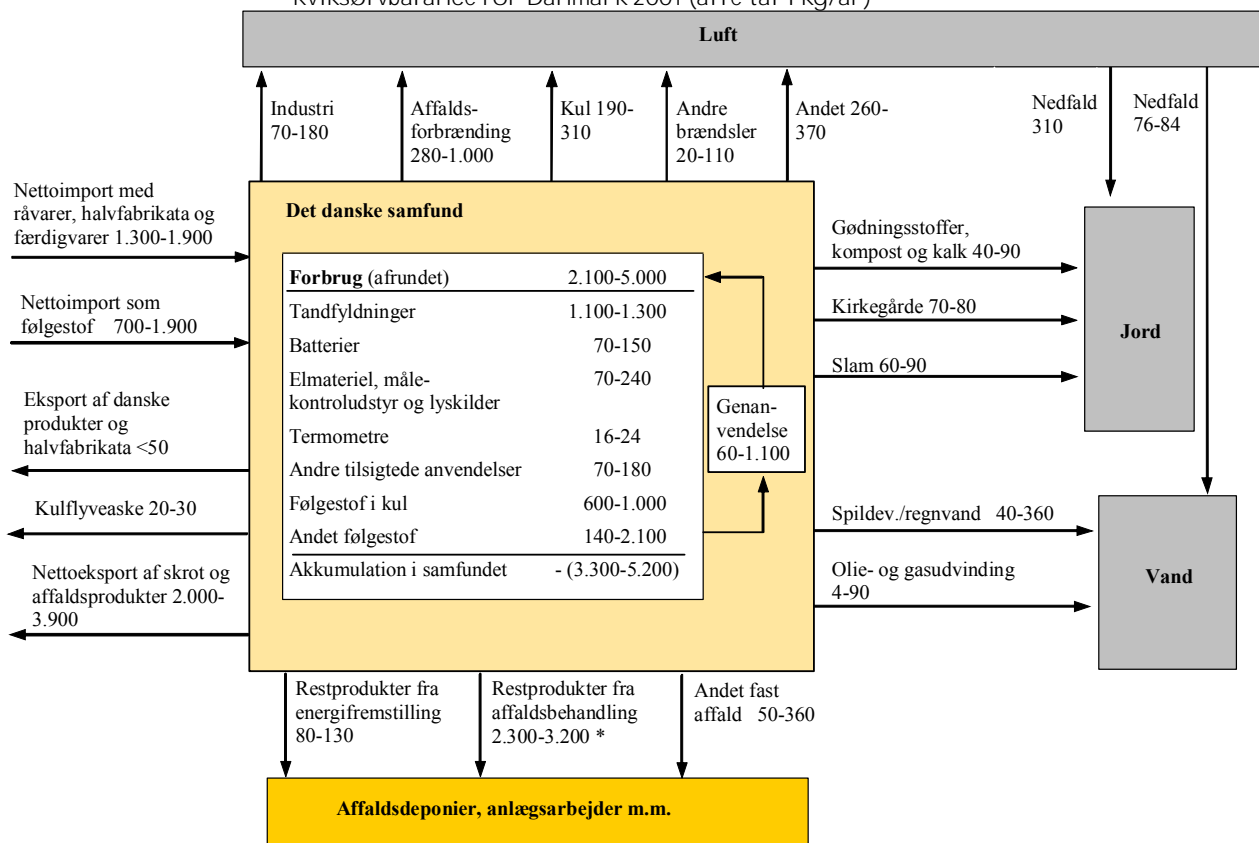 Kviksølvbalance for Danmark 2001 (alle tal i kg/år)
Luft
Industri
70-180
Affalds-
forbrænding
280-1.000
Kul 190-
310
Andre
brændsler
20-110
Andet 260-
370
Nedfald
310
Nedfald
76-84
Nettoimport med
råvarer, halvfabrikata og
færdigvarer 1.300-1.900
Nettoimport som
følgestof 700-1.900
Eksport af danske
produkter og
halvfabrikata <50
Kulflyveaske 20-30
Nettoeksport af skrot og
affaldsprodukter 2.000-
3.900
Det danske samfund
Forbrug (afrundet) 2.100-5.000
Tandfyldninger 1.100-1.300
Batterier 70-150
Elmateriel, måle- 70-240
kontroludstyr og lyskilder
Termometre 16-24
Andre tilsigtede anvendelser 70-180
Følgestof i kul 600-1.000
Andet følgestof 140-2.100
Akkumulation i samfundet - (3.300-5.200)
Genan-
vendelse
60-1.100
Gødningsstoffer,
kompost og kalk 40-90
Kirkegårde 70-80
Slam 60-90
Jord
Spildev./regnvand 40-360
Olie- og gasudvinding
4-90
Vand
Restprodukter fra
energifremstilling
80-130
Restprodukter fra
affaldsbehandling
2.300-3.200 *
Andet fast
affald 50-360
Affaldsdeponier, anlægsarbejder m.m.